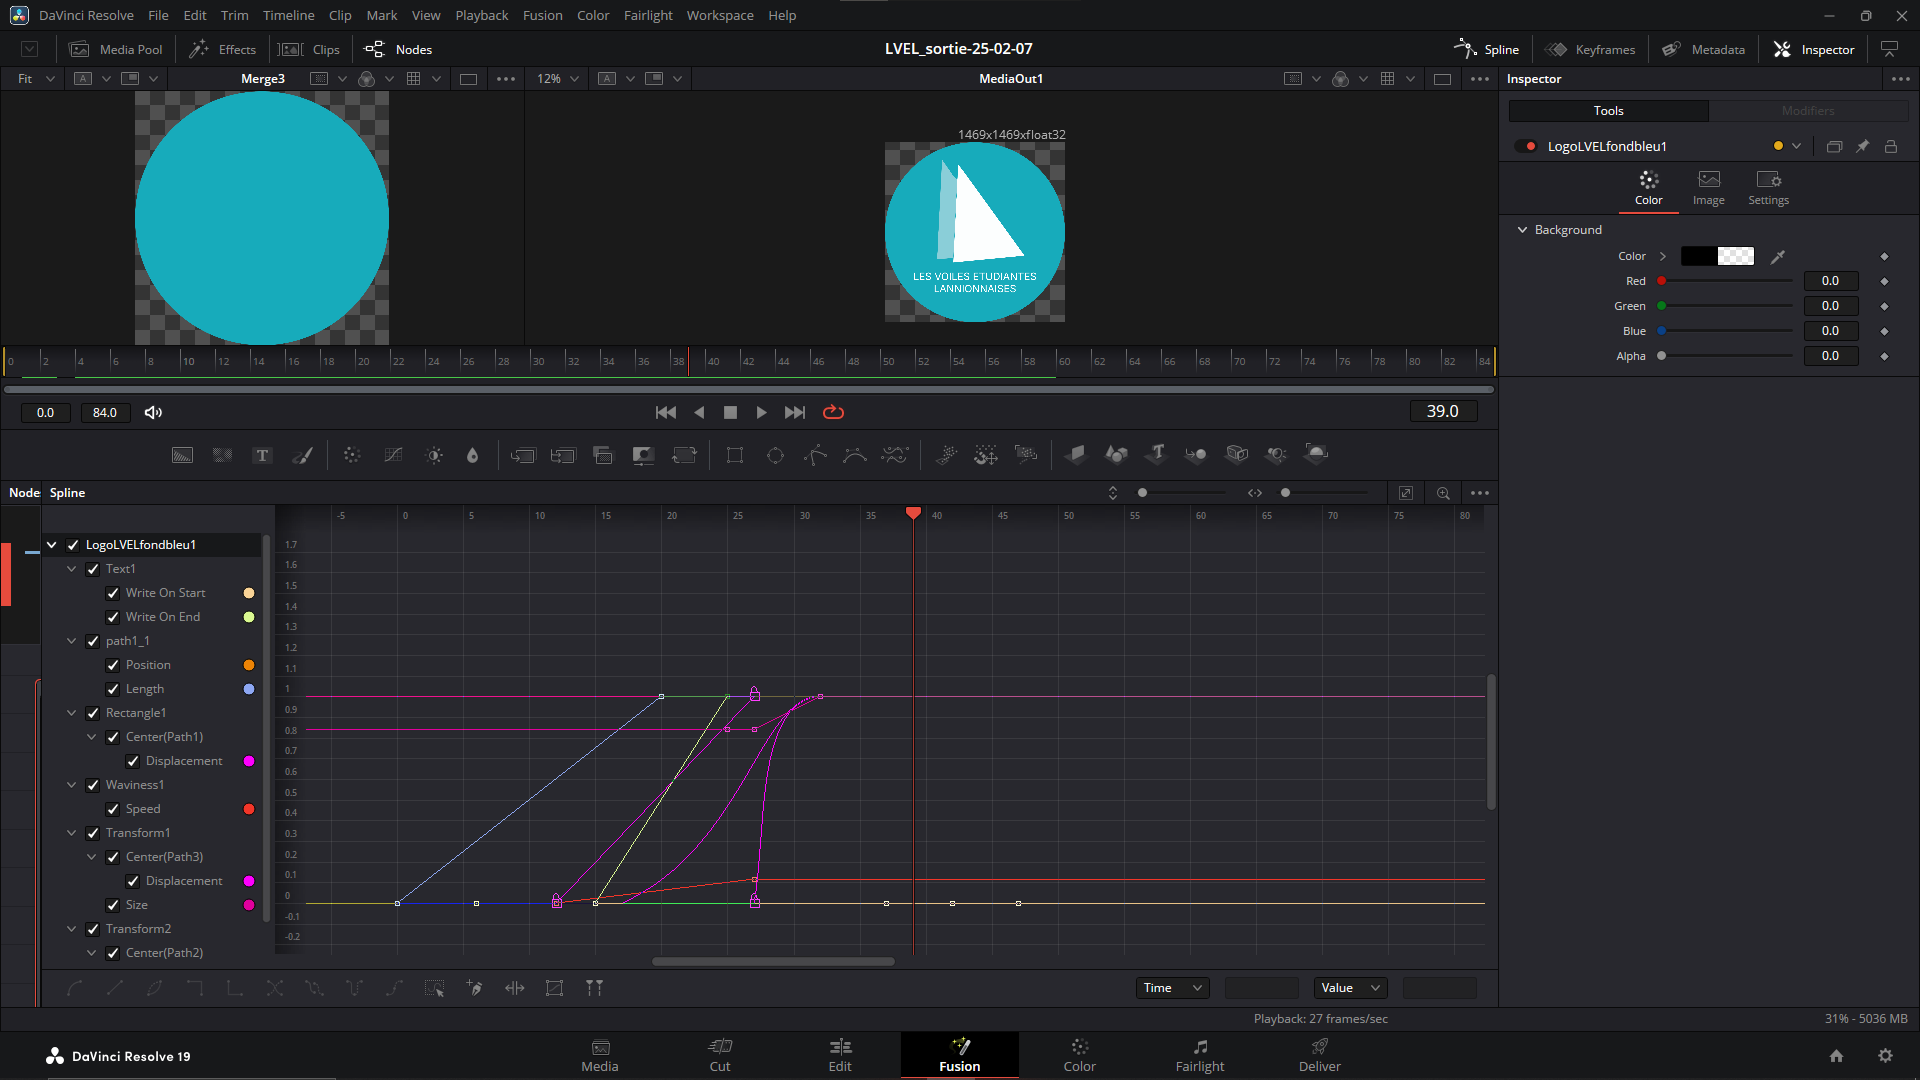 DaVinci Resolve File Edit Trim Timeline Clip Mark View Playback Fusion Color Fairlight Workspace Help
Media Pool Effects Clips Nodes LVEL_sortie-25-02-07 Spline Keyframes Metadata Inspector
Fit A Merge3 12% A MediaOut1 Inspector
Tools Modifiers
1469x1469xfloat32
LogoLVELfondbleu1
LES VOILES ETUDIANTES
LANNIONNAISES
Color Image Settings
Background
Color
Red 0.0
Green 0.0
Blue 0.0
Alpha 0.0
0 2 4 6 8 10 12 14 16 18 20 22 24 26 28 30 32 34 36 38 40 42 44 46 48 50 52 54 56 58 60 62 64 66 68 70 72 74 76 78 80 82 84
0.0 84.0 39.0
T T
Node Spline
-5 0 5 10 15 20 25 30 35 40 45 50 55 60 65 70 75 80
LogoLVELfondbleu1
Text1
Write On Start
Write On End
path1_1
Position
Length
Rectangle1
Center(Path1)
Displacement
Waviness1
Speed
Transform1
Center(Path3)
Displacement
Size
Transform2
Center(Path2)
1.7
1.6
1.5
1.4
1.3
1.2
1.1
1
0.9
0.8
0.7
0.6
0.5
0.4
0.3
0.2
0.1
0
-0.1
-0.2
Time Value
Playback: 27 frames/sec 31% - 5036 MB
DaVinci Resolve 19
Media Cut Edit Fusion Color Fairlight Deliver